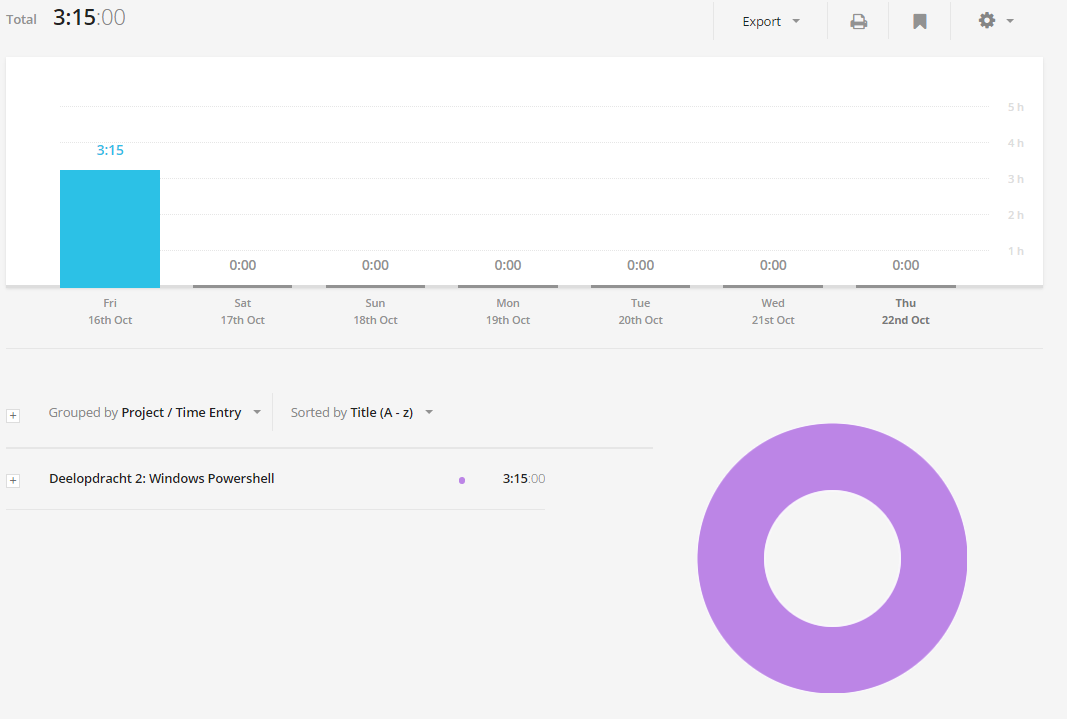 Total 3:15:00
Export
5 h
4 h
3:15
3 h
2 h
1 h
0:00 0:00 0:00 0:00 0:00 0:00
Fri Sat Sun Mon Tue Wed Thu
16th Oct 17th Oct 18th Oct 19th Oct 20th Oct 21st Oct 22nd Oct
+ Grouped by Project / Time Entry Sorted by Title (A - z)
+ Deelopdracht 2: Windows Powershell 3:15:00